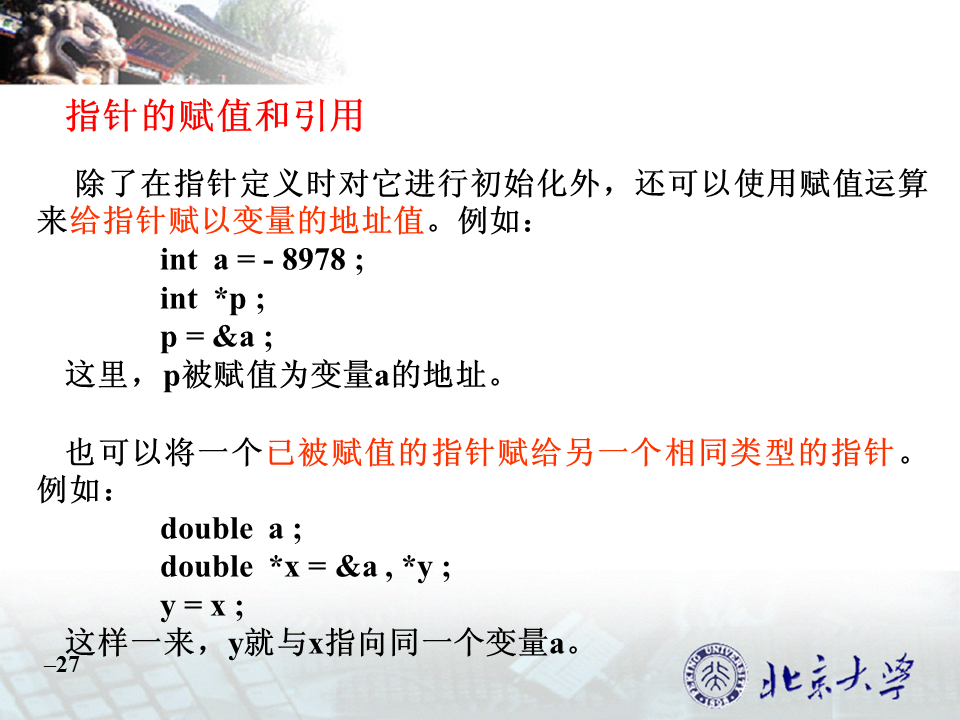 指针的赋值和引用
除了在指针定义时对它进行初始化外，还可以使用赋值运算
来给指针赋以变量的地址值。例如：
int a = - 8978 ;
int *p ;
p = &a ;
这里，p被赋值为变量a的地址。
也可以将一个已被赋值的指针赋给另一个相同类型的指针。
例如：
double a ;
double *x = &a , *y ;
y = x ;
这样一来，y就与x指向同一个变量a。
–27
PEKING UNIVERSITY
1898
北京大学